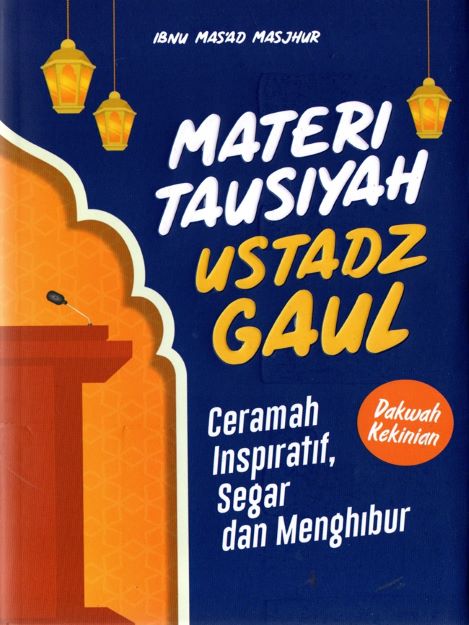 IBNU MAS'AD MASJHUR
MATERI
TAUSIYAH
USTADZ
GAUL
Ceramah
Inspiratif,
Segar
dan Menghibur
Dakwah
Kekinian